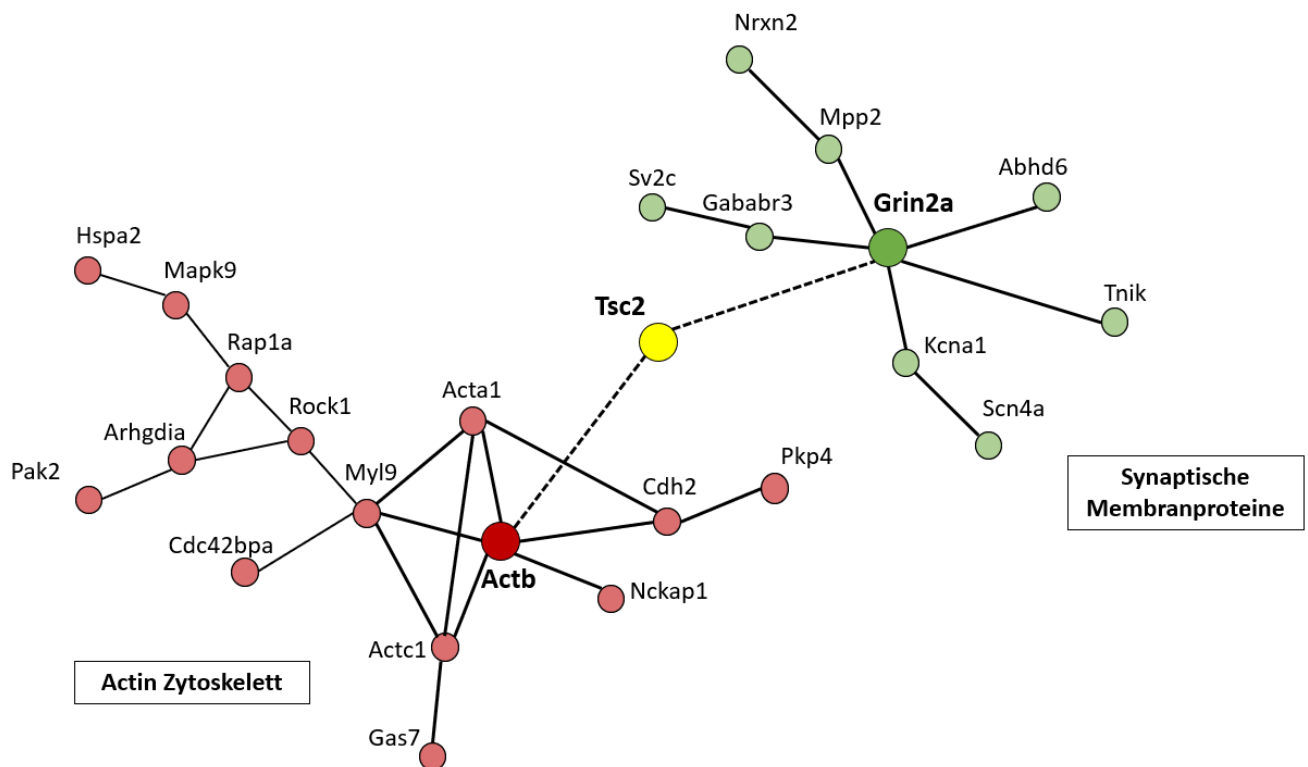 Nrxn2
Mpp2
Abhd6
Sv2c
Gababr3
Grin2a
Hspa2
Mapk9
Tnik
Tsc2
Rap1a
Kcna1
Acta1
Rock1
Scn4a
Arhgdia
Pak2
Myl9
Pkp4
Cdh2
Synaptische
Membranproteine
Cdc42bpa
Actb
Nckap1
Actc1
Actin Zytoskelett
Gas7